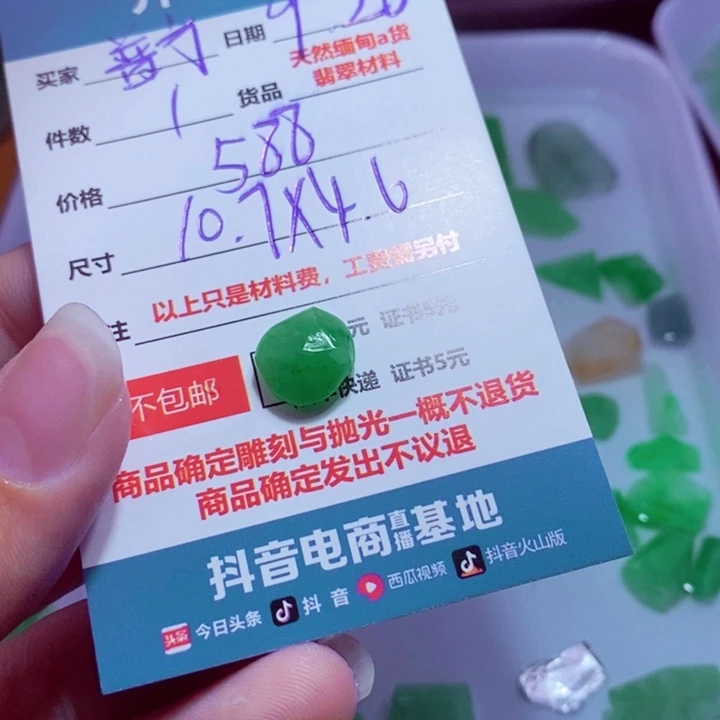 买家 日期 9
天然缅甸a货
翡翠材料
件数 1 货品
价格 588
尺寸 10.7X4.6
注 以上只是材料费，工费需另付
元 证书5元
不包邮 快递 证书5元
商品确定雕刻与抛光一概不退货
商品确定发出不议退
抖音电商直播基地
头条 今日头条 抖音 西瓜视频 抖音火山版